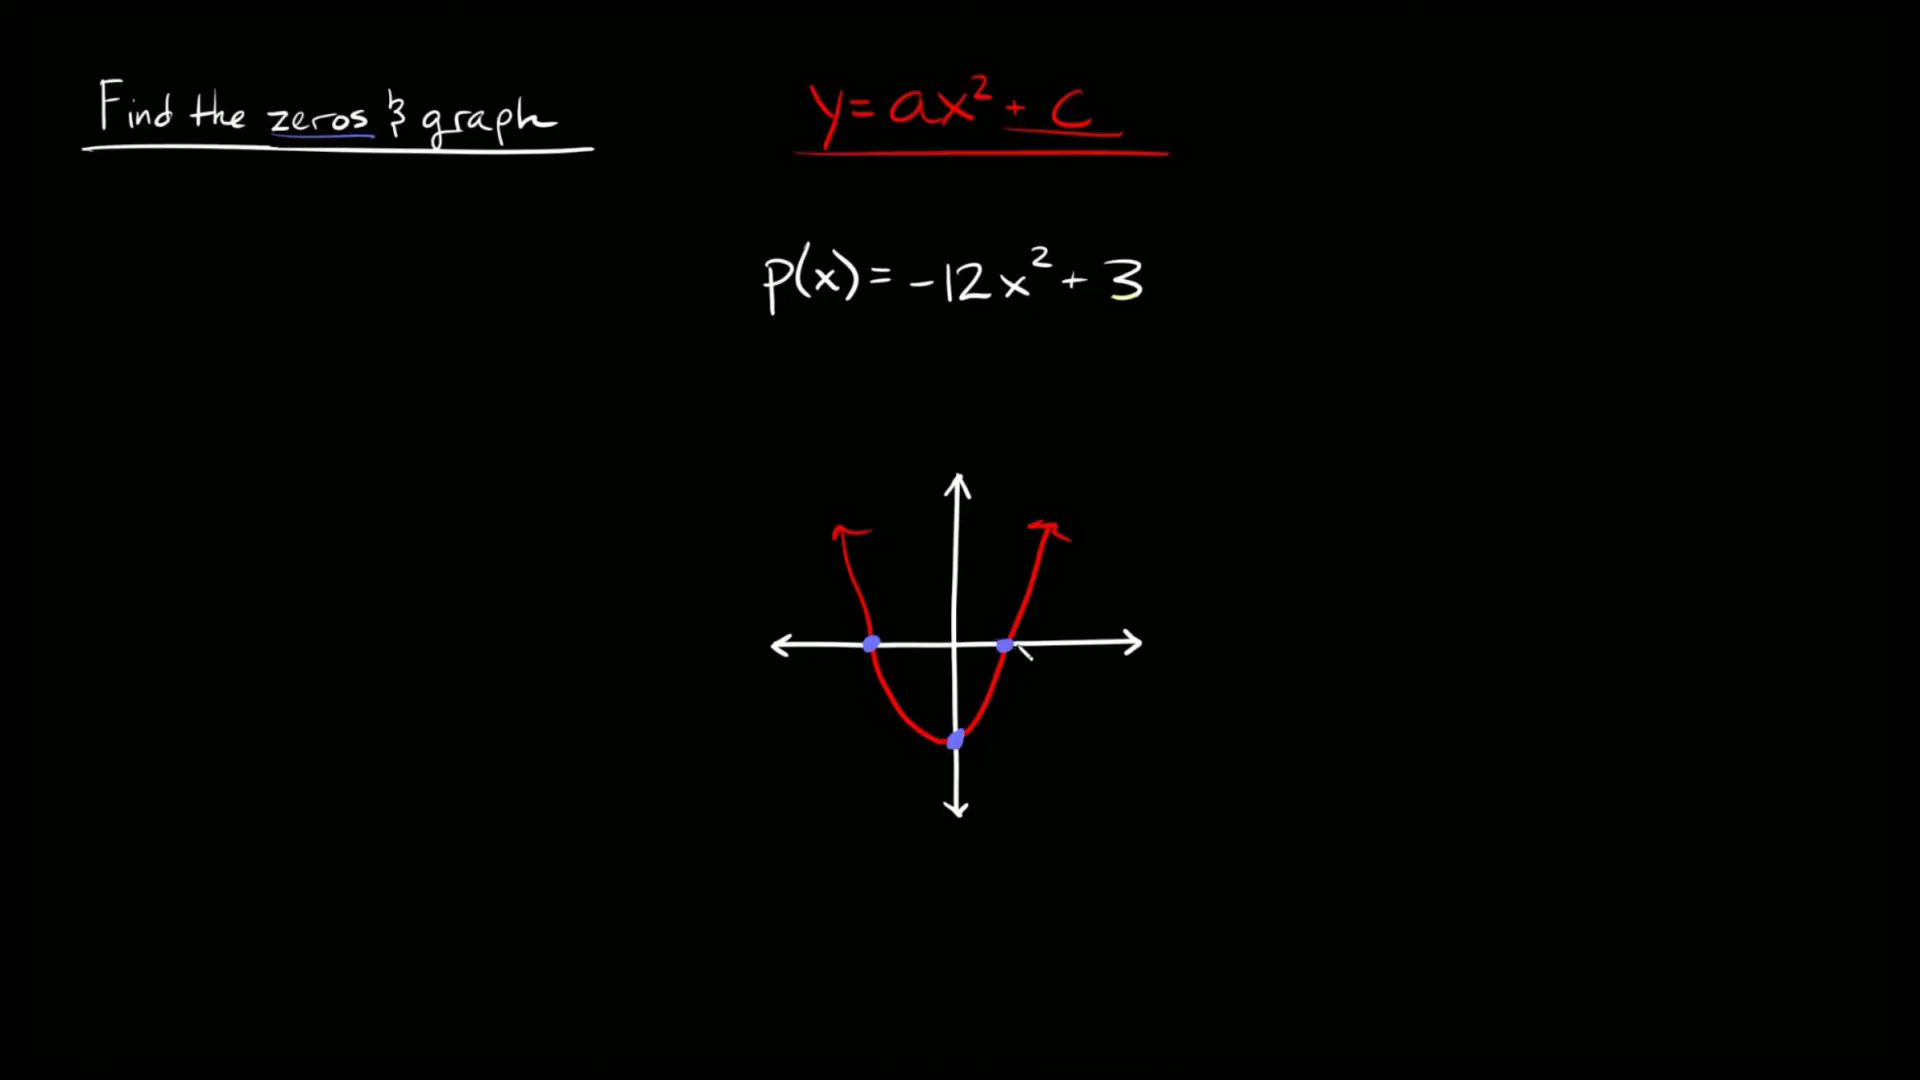 Find the zeros & graph
y=ax²+c
p(x)=-12x²+3